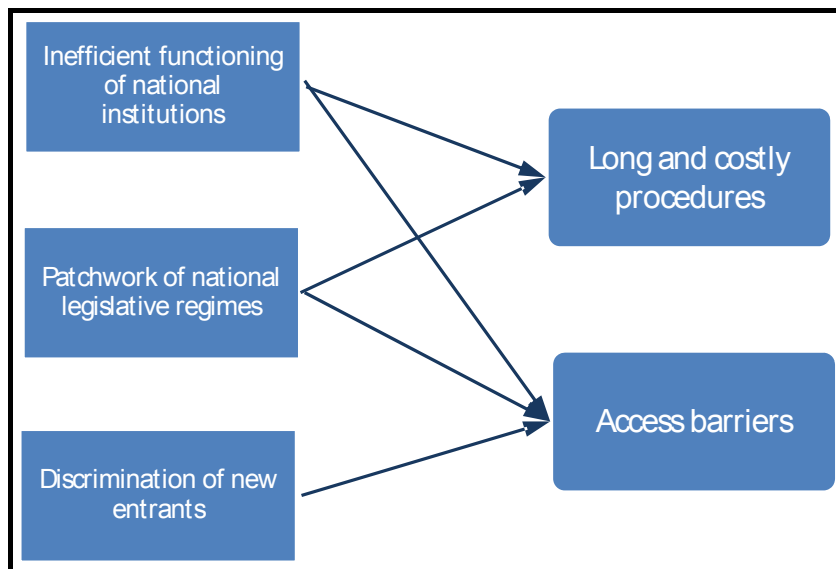 Inefficient functioning
of national
institutions
Patchwork of national
legislative regimes
Discrimination of new
entrants
Long and costly
procedures
Access barriers